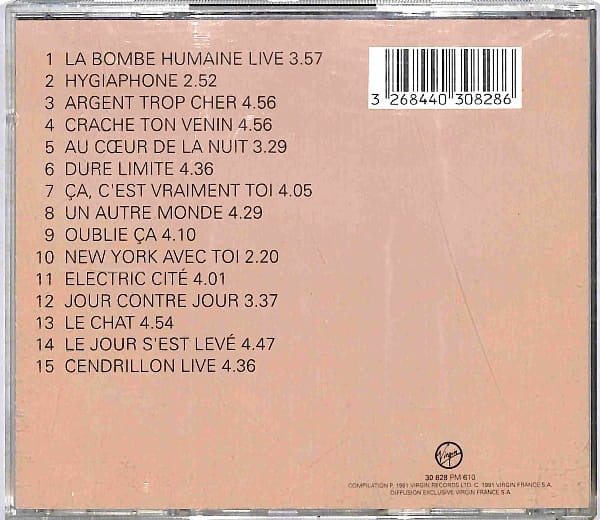 1 LA BOMBE HUMAINE LIVE 3.57
2 HYGIAPHONE 2.52
3 ARGENT TROP CHER 4.56
4 CRACHE TON VENIN 4.56
5 AU CŒUR DE LA NUIT 3.29
6 DURE LIMITE 4.36
7 ÇA, C'EST VRAIMENT TOI 4.05
8 UN AUTRE MONDE 4.29
9 OUBLIE ÇA 4.10
10 NEW YORK AVEC TOI 2.20
11 ELECTRIC CITÉ 4.01
12 JOUR CONTRE JOUR 3.37
13 LE CHAT 4.54
14 LE JOUR S'EST LEVÉ 4.47
15 CENDRILLON LIVE 4.36
3 268440 308286
Virgin
30 828 PM 610
COMPILATION P. 1991 VIRGIN RECORDS LTD. C. 1991 VIRGIN FRANCE S.A.
DIFFUSION EXCLUSIVE VIRGIN FRANCE S.A